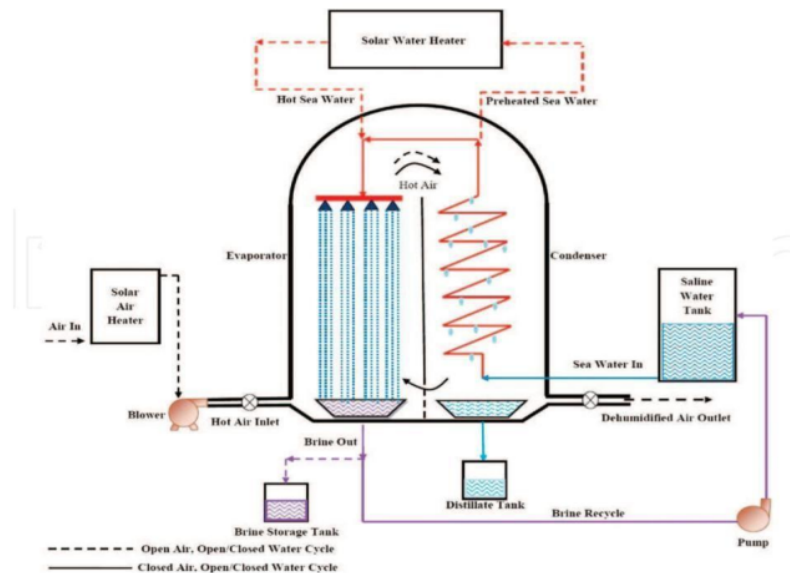 Solar Water Heater
Hot Sea Water
Preheated Sea Water
Hot Air
Evaporator
Condenser
Solar
Air
Heater
Saline
Water
Tank
Air In
Sea Water In
Blower
Hot Air Inlet
Dehumidified Air Outlet
Brine Out
Distillate Tank
Brine Recycle
Brine Storage Tank
Pump
Open Air, Open/Closed Water Cycle
Closed Air, Open/Closed Water Cycle